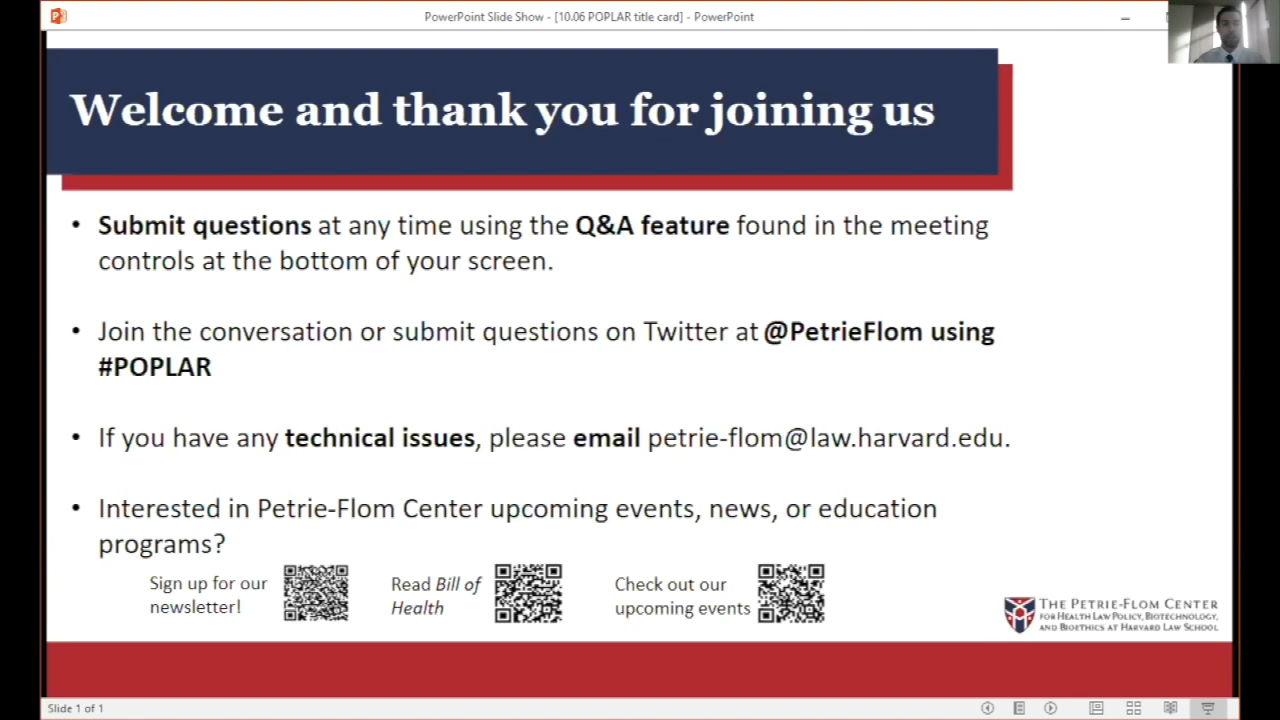 PowerPoint Slide Show - [10.06 POPLAR title card] - PowerPoint
Welcome and thank you for joining us
• Submit questions at any time using the Q&A feature found in the meeting
controls at the bottom of your screen.
• Join the conversation or submit questions on Twitter at @PetrieFlom using
#POPLAR
• If you have any technical issues, please email petrie-flom@law.harvard.edu.
• Interested in Petrie-Flom Center upcoming events, news, or education
programs?
Sign up for our
newsletter!
Read Bill of
Health
Check out our
upcoming events
THE PETRIE-FLOM CENTER
FOR HEALTH LAW POLICY, BIOTECHNOLOGY,
AND BIOETHICS AT HARVARD LAW SCHOOL
Slide 1 of 1